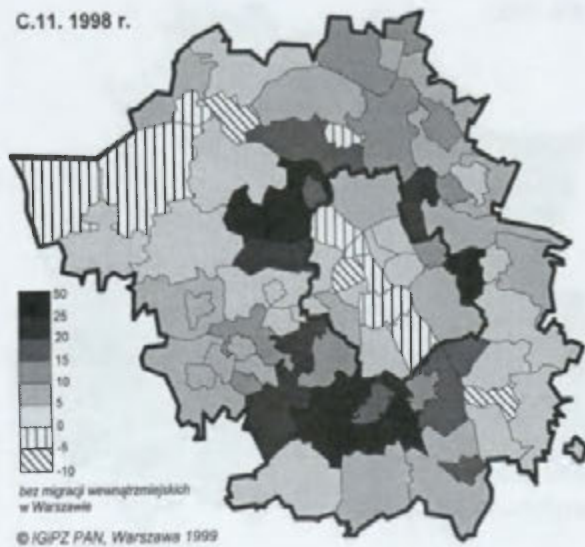 C.11. 1998 r.
50
25
20
15
10
5
0
-5
-10
bez migracji wewnątrzmiejskich
w Warszawie
© IGiPZ PAN, Warszawa 1999